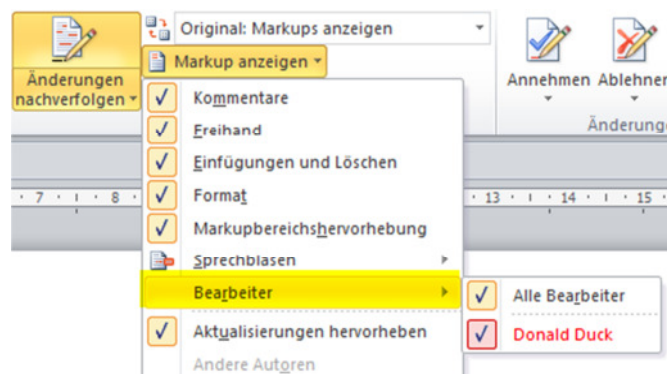 Original: Markups anzeigen
Markup anzeigen
Änderungen
nachverfolgen
Annehmen Ablehnen
Änderung
Kommentare
Freihand
Einfügungen und Löschen
Format
Markupbereichshervorhebung
Sprechblasen
Bearbeiter
Aktualisierungen hervorheben
Andere Autoren
7 8 13 14 15
Alle Bearbeiter
Donald Duck